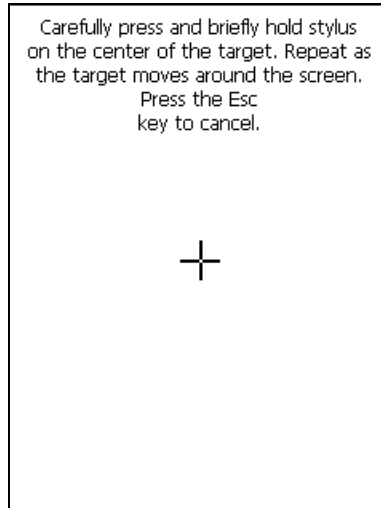 Carefully press and briefly hold stylus
on the center of the target. Repeat as
the target moves around the screen.
Press the Esc
key to cancel.